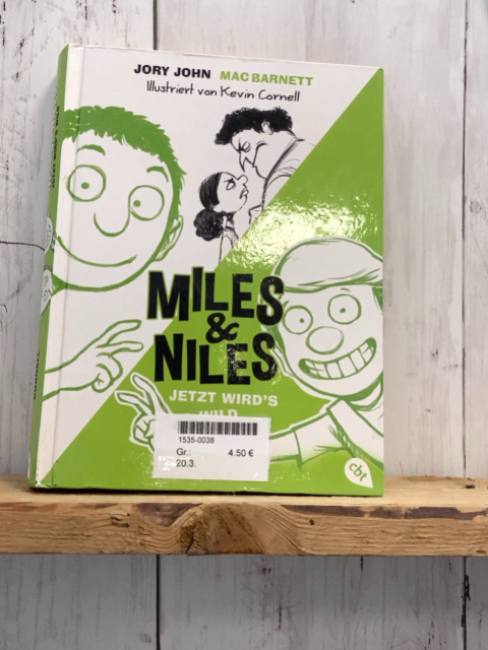 JORY JOHN MAC BARNETT
Illustriert von Kevin Cornell
MILES
&
NILES
JETZT WIRD'S
WILD
1535-0038
Gr.: 4.50 €
20.3.
cbt